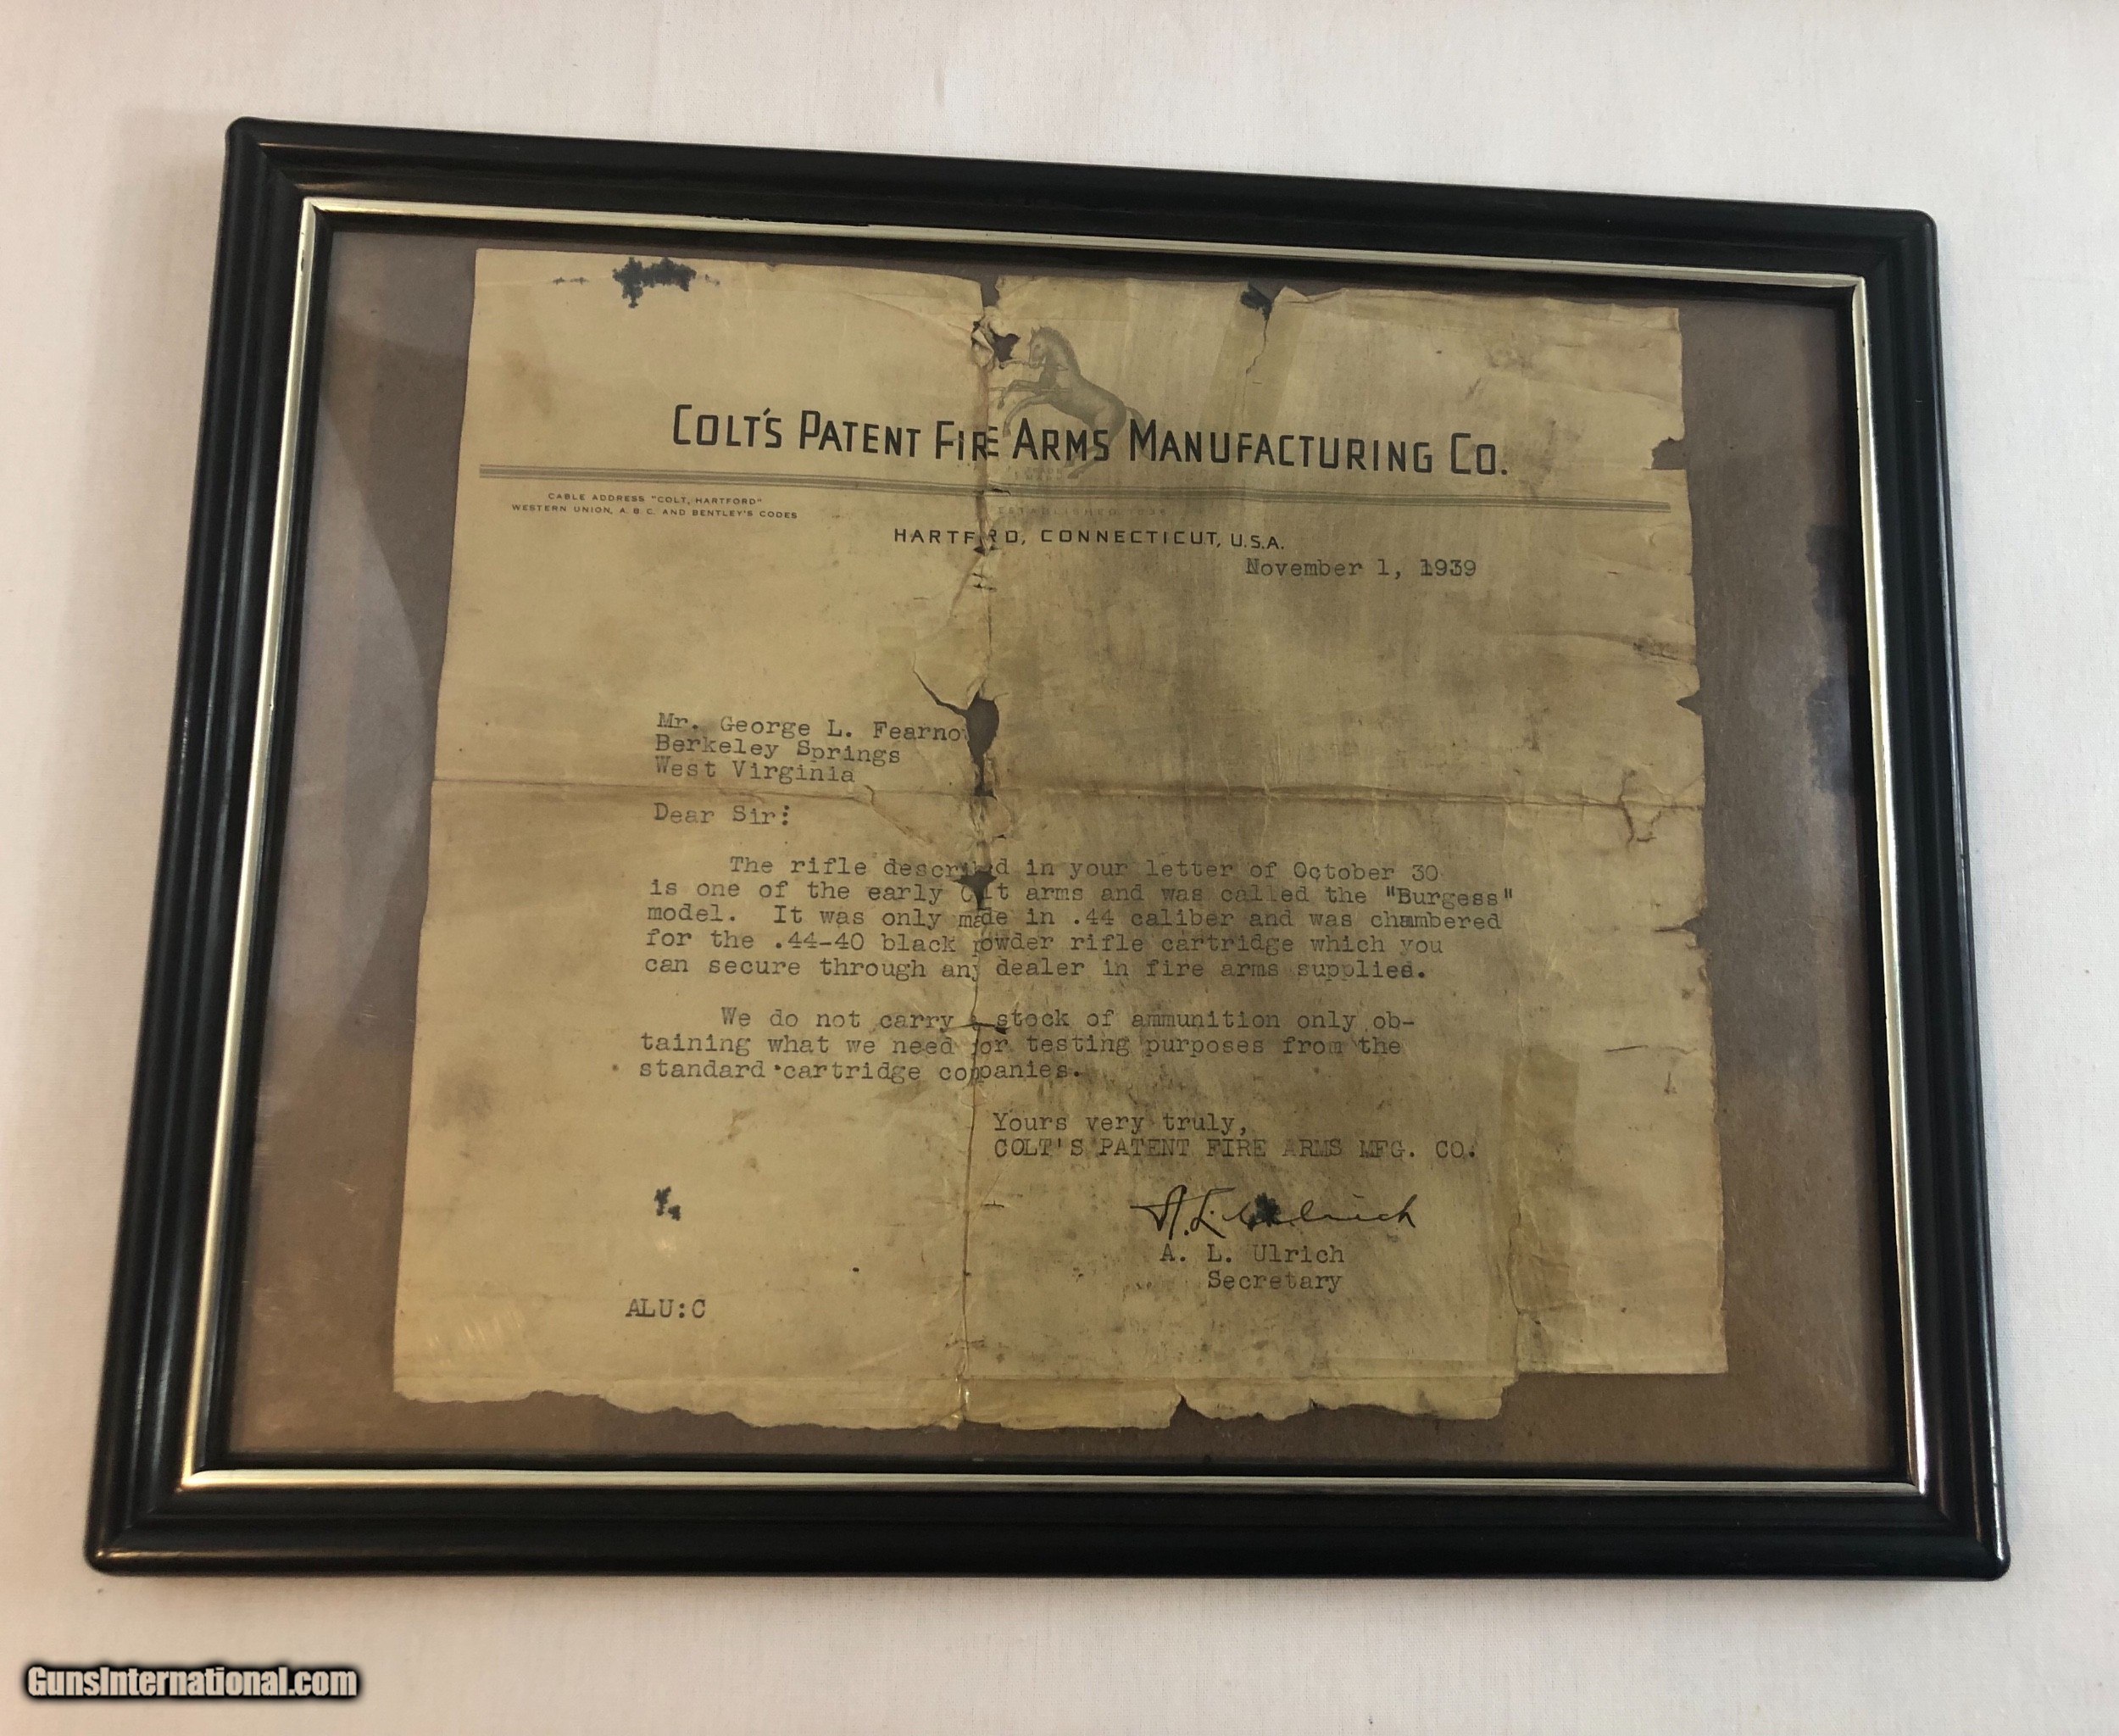 COLT'S PATENT FIRE ARMS MANUFACTURING CO.
CABLE ADDRESS "COLT, HARTFORD"
WESTERN UNION, A. B. C. AND BENTLEY'S CODES
HARTF RD, CONNECTICUT, U.S.A.
November 1, 1939
Mr. George L. Fearno
Berkeley Springs
West Virginia
Dear Sir:
The rifle described in your letter of October 30
is one of the early Colt arms and was called the "Burgess"
model. It was only made in .44 caliber and was chambered
for the .44-40 black powder rifle cartridge which you
can secure through any dealer in fire arms supplies.
We do not carry a stock of ammunition only ob-
taining what we need for testing purposes from the
standard cartridge companies.
Yours very truly,
COLT'S PATENT FIRE ARMS MFG. CO.
A. L. Ulrich
A. L. Ulrich
Secretary
ALU:C
GunsInternational.com